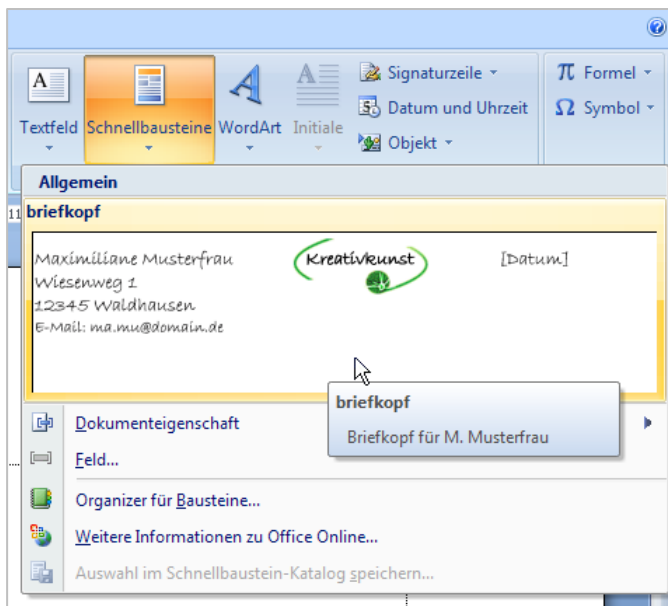 Signaturzeile
Formel
Datum und Uhrzeit
Symbol
Textfeld Schnellbausteine WordArt Initiale
Objekt
Allgemein
11
briefkopf
Maximiliane Musterfrau
Kreativkunst
[Datum]
Wiesenweg 1
12345 Waldhausen
E-Mail: ma.mu@domain.de
briefkopf
Briefkopf für M. Musterfrau
Dokumenteigenschaft
Feld...
Organizer für Bausteine...
Weitere Informationen zu Office Online...
Auswahl im Schnellbaustein-Katalog speichern...